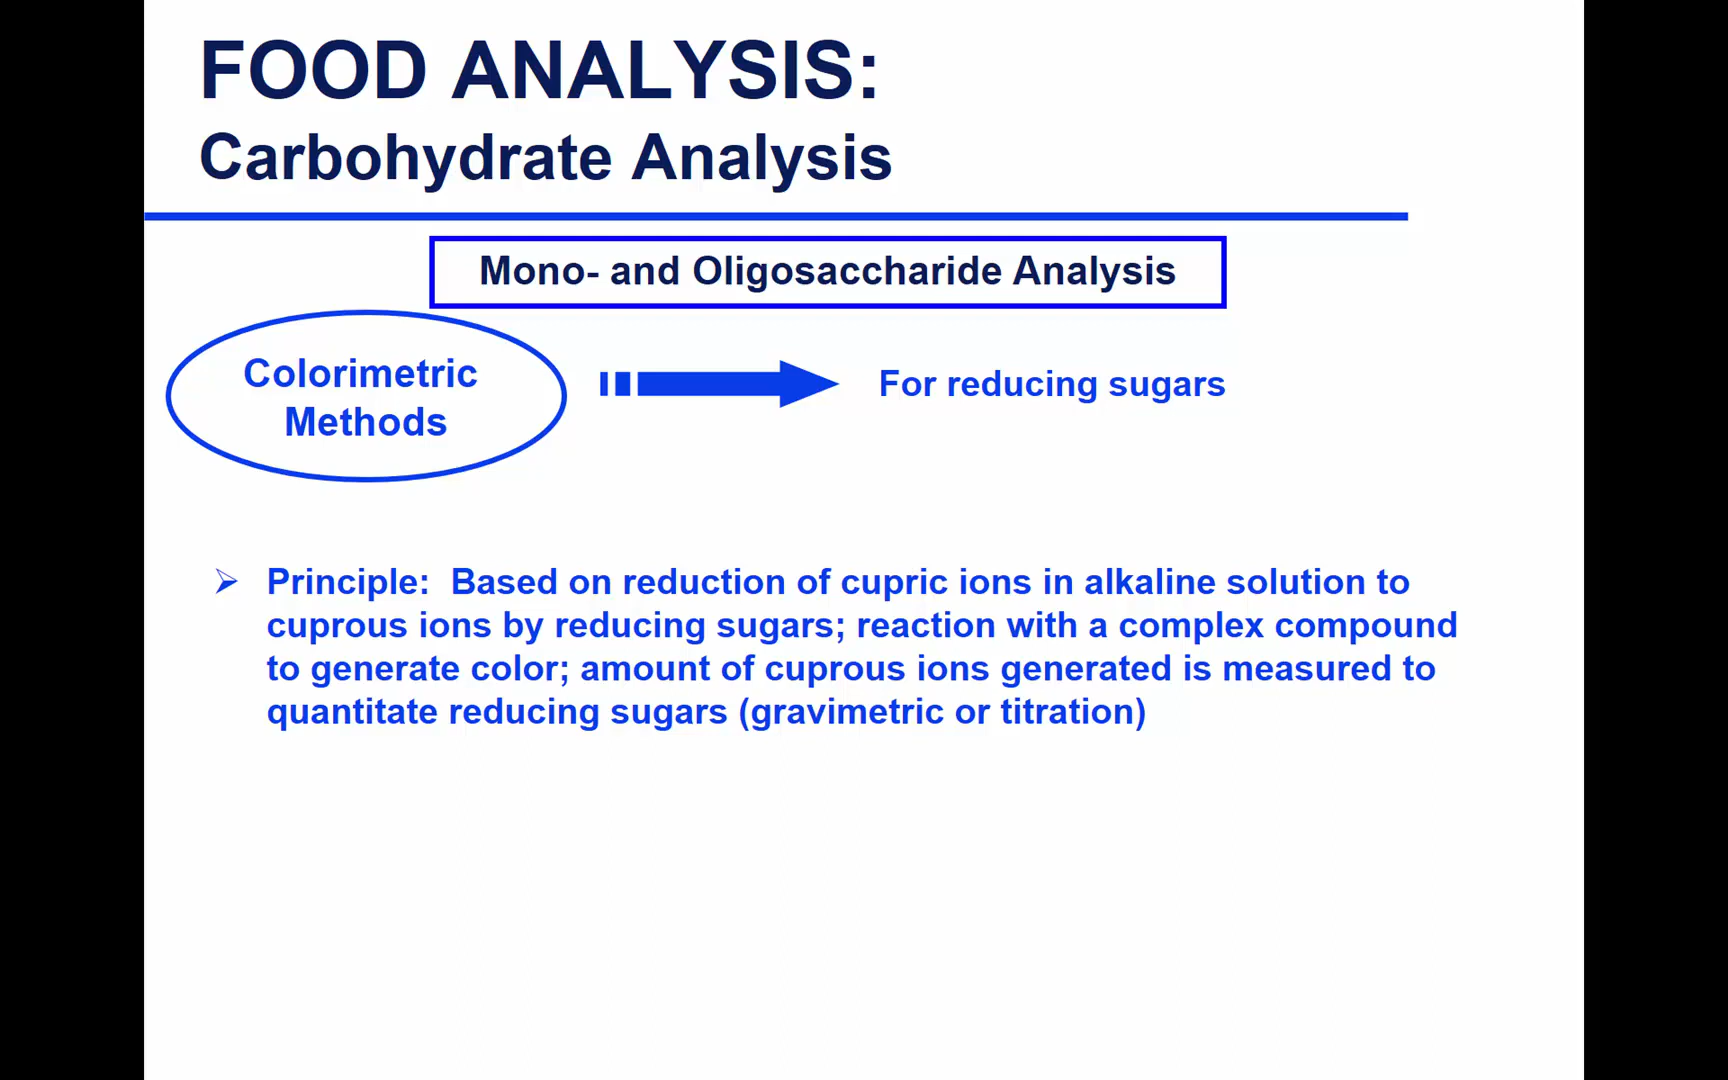 FOOD ANALYSIS:
Carbohydrate Analysis
Mono- and Oligosaccharide Analysis
Colorimetric
Methods
For reducing sugars
Principle:  Based on reduction of cupric ions in alkaline solution to
cuprous ions by reducing sugars; reaction with a complex compound
to generate color; amount of cuprous ions generated is measured to
quantitate reducing sugars (gravimetric or titration)